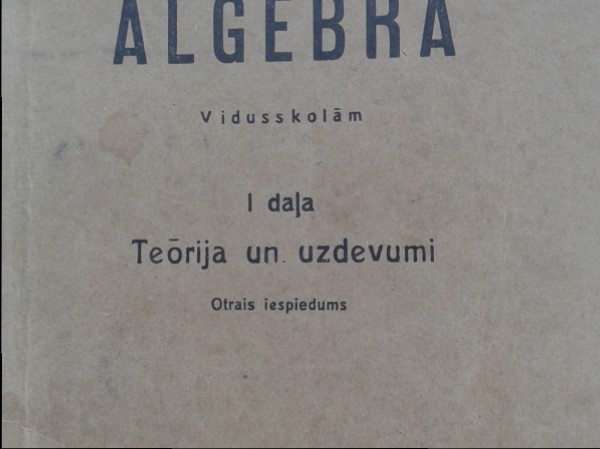 ALGEBRA
Vidusskolām
I daļa
Teōrija un uzdevumi
Otrais iespiedums